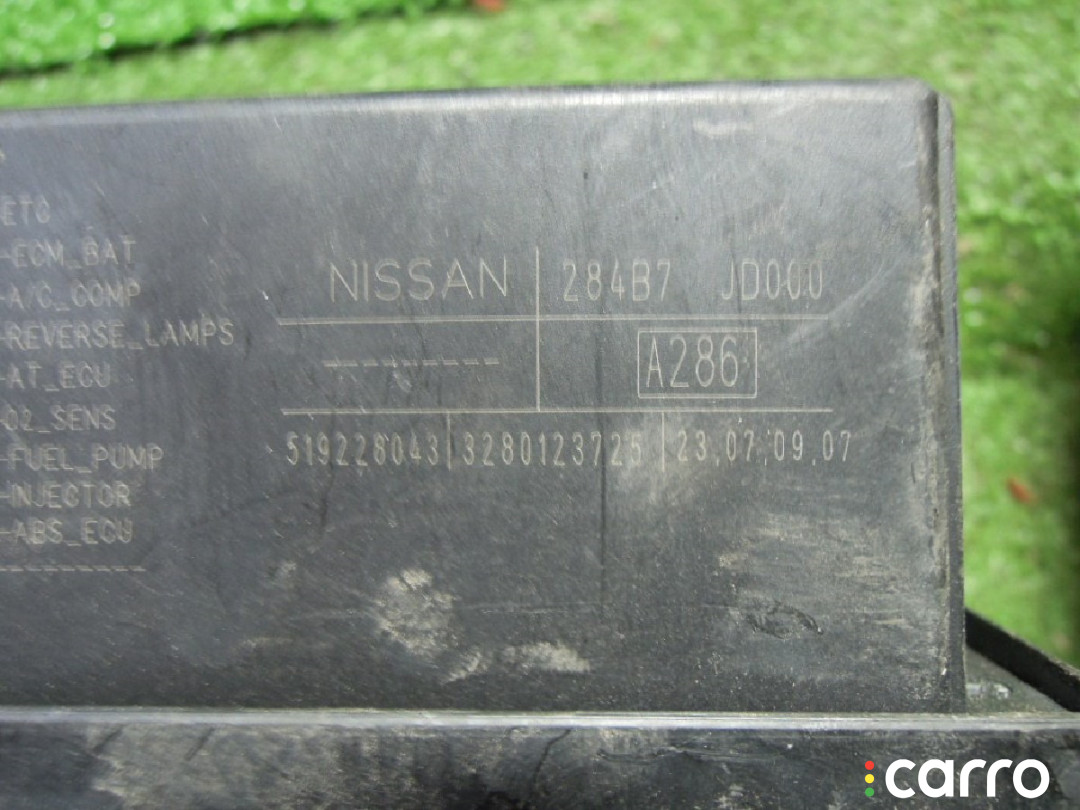 ETC
-ECM_BAT
-A/C_COMP
-REVERSE_LAMPS
-AT_ECU
-O2_SENS
-FUEL_PUMP
-INJECTOR
-ABS_ECU
----------
NISSAN 284B7 JD000
--------- A286
519228043 3280123725 23.07.09.07
carro